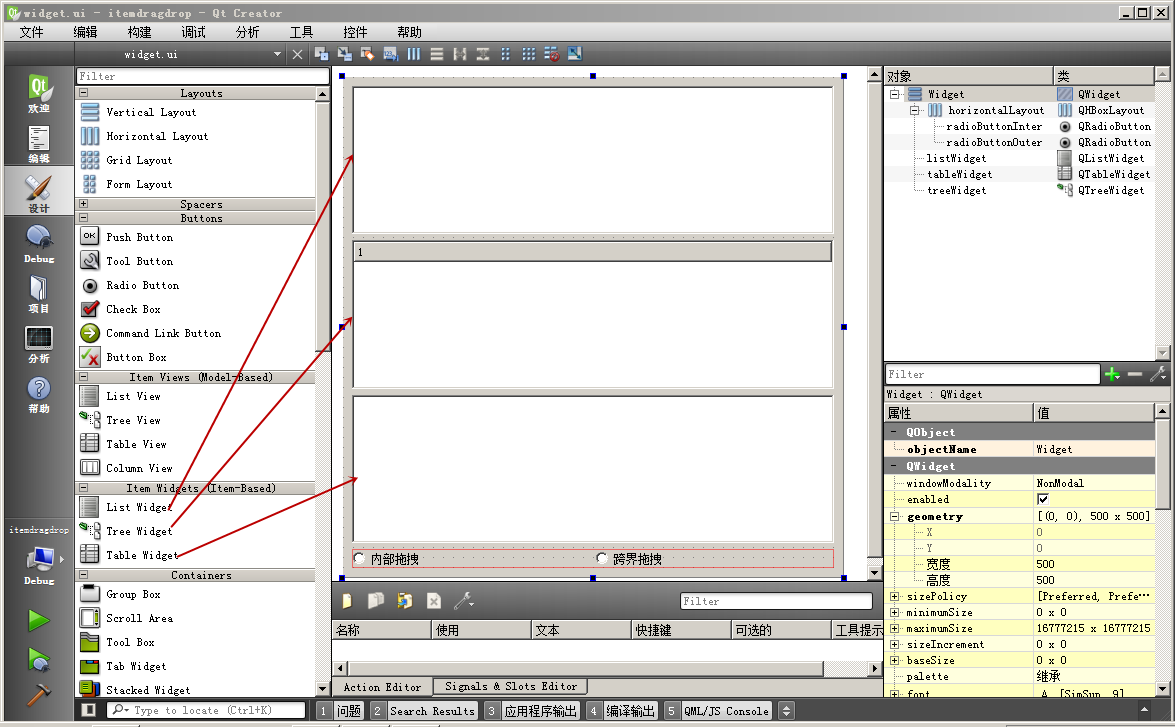 widget.ui - itemdragdrop - Qt Creator
文件 编辑 构建 调试 分析 工具 控件 帮助
widget.ui
欢迎
编辑
设计
Debug
项目
分析
帮助
itemdragdrop
Debug
Filter
Layouts
Vertical Layout
Horizontal Layout
Grid Layout
Form Layout
Spacers
Buttons
OK Push Button
Tool Button
Radio Button
Check Box
Command Link Button
Button Box
Item Views (Model-Based)
List View
Tree View
Table View
Column View
Item Widgets (Item-Based)
List Widget
Tree Widget
Table Widget
Containers
Group Box
Scroll Area
Tool Box
Tab Widget
Stacked Widget
1
内部拖拽 跨界拖拽
Filter
名称 使用 文本 快捷键 可选的 工具提示
Action Editor Signals & Slots Editor
对象 类
Widget QWidget
horizontalLayout QHBoxLayout
radioButtonInter QRadioButton
radioButtonOuter QRadioButton
listWidget QListWidget
tableWidget QTableWidget
treeWidget QTreeWidget
Filter
Widget : QWidget
属性 值
QObject
objectName Widget
QWidget
windowModality NonModal
enabled
geometry [(0, 0), 500 x 500]
X 0
Y 0
宽度 500
高度 500
sizePolicy [Preferred, Prefe...
minimumSize 0 x 0
maximumSize 16777215 x 16777215
sizeIncrement 0 x 0
baseSize 0 x 0
palette 继承
font A [SimSun, 9]
Type to locate (Ctrl+K) 1 问题 2 Search Results 3 应用程序输出 4 编译输出 5 QML/JS Console